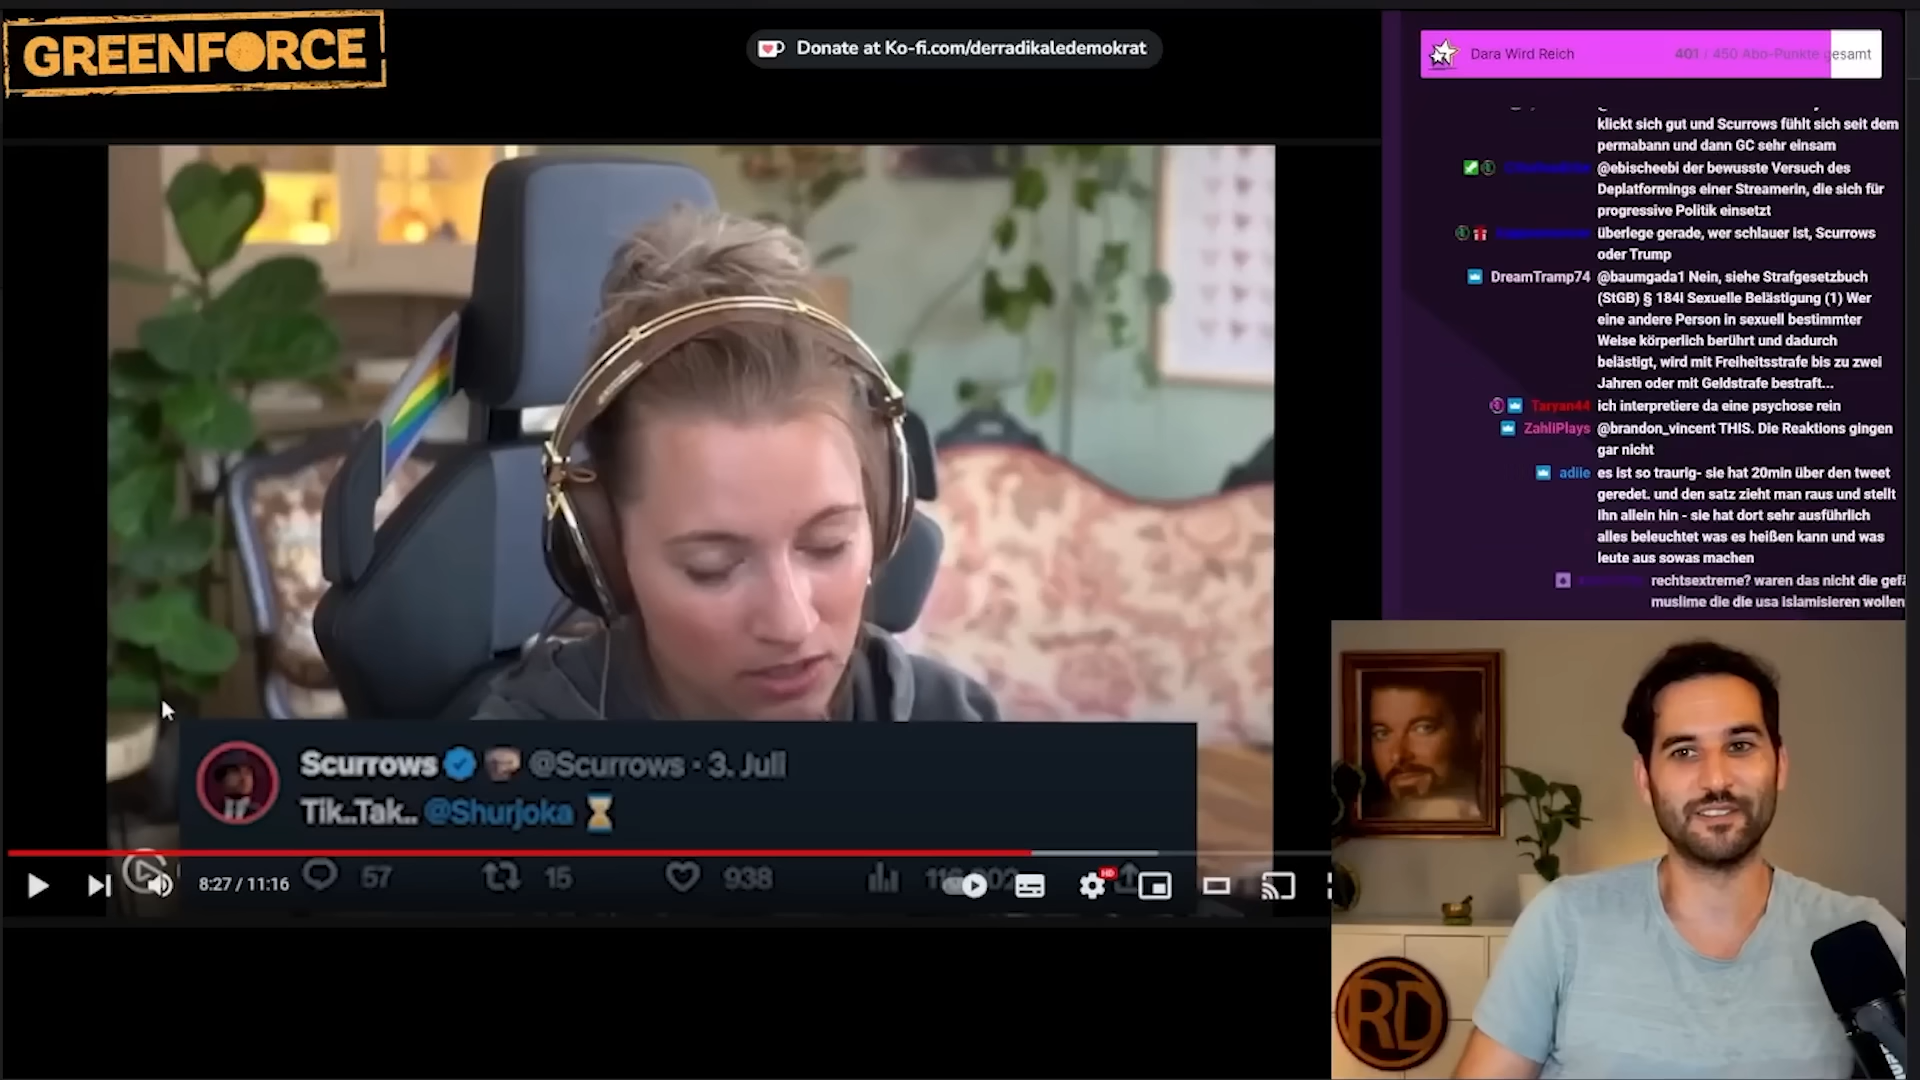 GREENFORCE
Donate at Ko-fi.com/derradikaledemokrat
Dara Wird Reich
401 / 450 Abo-Punkte gesamt
klickt sich gut und Scurrows fühlt sich seit dem
permabann und dann GC sehr einsam
@ebischeebi der bewusste Versuch des
Deplatformings einer Streamerin, die sich für
progressive Politik einsetzt
überlege gerade, wer schlauer ist, Scurrows
oder Trump
DreamTramp74 @baumgada1 Nein, siehe Strafgesetzbuch
(StGB) § 184i Sexuelle Belästigung (1) Wer
eine andere Person in sexuell bestimmter
Weise körperlich berührt und dadurch
belästigt, wird mit Freiheitsstrafe bis zu zwei
Jahren oder mit Geldstrafe bestraft...
Taryan44 ich interpretiere da eine psychose rein
ZahliPlays @brandon_vincent THIS. Die Reaktions gingen
gar nicht
adiie es ist so traurig- sie hat 20min über den tweet
geredet. und den satz zieht man raus und stellt
ihn allein hin - sie hat dort sehr ausführlich
alles beleuchtet was es heißen kann und was
leute aus sowas machen
rechtsextreme? waren das nicht die gefä
muslime die die usa islamisieren wollen
Scurrows @Scurrows · 3. Juli
Tik..Tak.. @Shurjoka
8:27 / 11:16
57
15
938
HD
RD